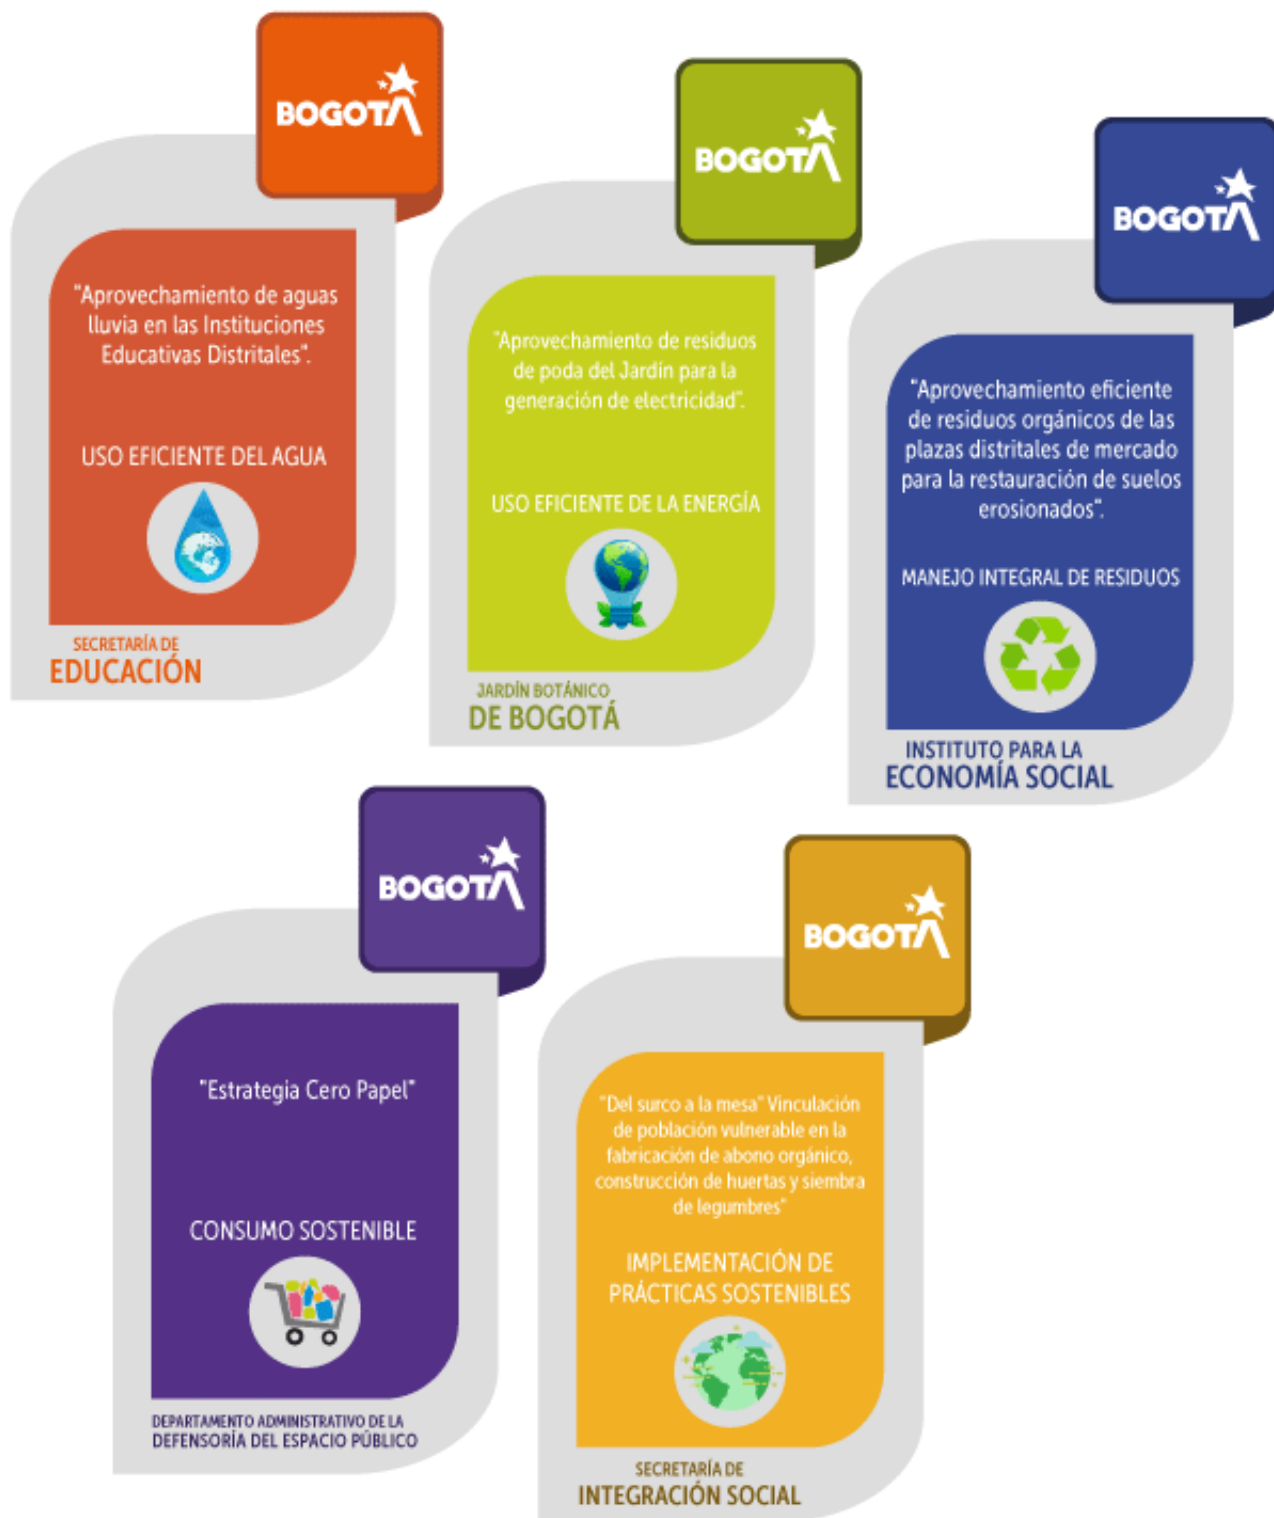 BOGOTÁ
"Aprovechamiento de aguas
lluvia en las Instituciones
Educativas Distritales".
USO EFICIENTE DEL AGUA
SECRETARÍA DE
EDUCACIÓN
BOGOTÁ
"Aprovechamiento de residuos
de poda del Jardín para la
generación de electricidad".
USO EFICIENTE DE LA ENERGÍA
JARDÍN BOTÁNICO
DE BOGOTÁ
BOGOTÁ
"Aprovechamiento eficiente
de residuos orgánicos de las
plazas distritales de mercado
para la restauración de suelos
erosionados".
MANEJO INTEGRAL DE RESIDUOS
INSTITUTO PARA LA
ECONOMÍA SOCIAL
BOGOTÁ
"Estrategia Cero Papel"
CONSUMO SOSTENIBLE
DEPARTAMENTO ADMINISTRATIVO DE LA
DEFENSORÍA DEL ESPACIO PÚBLICO
BOGOTÁ
"Del surco a la mesa" Vinculación
de población vulnerable en la
fabricación de abono orgánico,
construcción de huertas y siembra
de legumbres"
IMPLEMENTACIÓN DE
PRÁCTICAS SOSTENIBLES
SECRETARÍA DE
INTEGRACIÓN SOCIAL